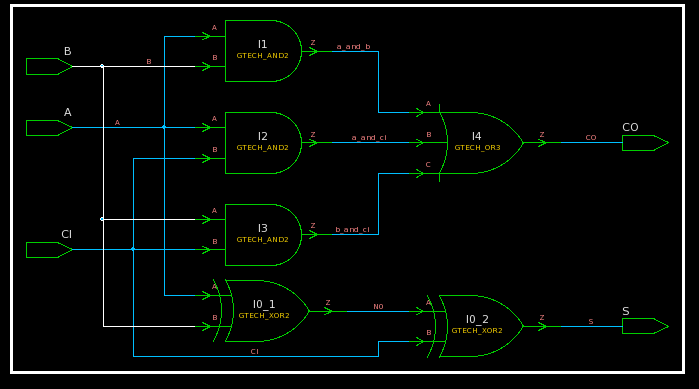 A
I1
GTECH_AND2
Z
a_and_b
B
B
B
A
A
A
I2
GTECH_AND2
Z
a_and_ci
B
A
B
C
I4
GTECH_OR3
Z
CO
CO
A
I3
GTECH_AND2
Z
b_and_ci
CI
B
A
I0_1
GTECH_XOR2
Z
N0
B
CI
A
I0_2
GTECH_XOR2
Z
S
S
B